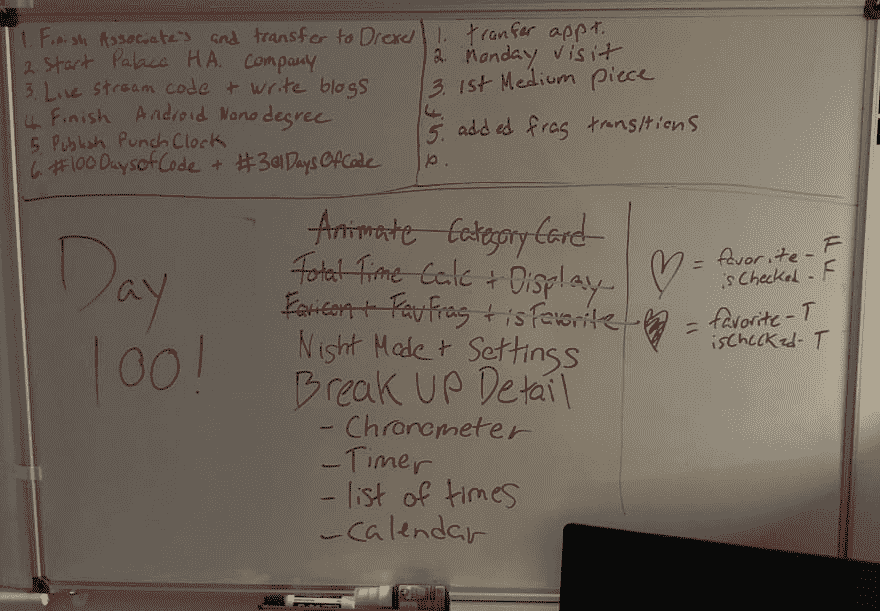 1. Finish Associate's and transfer to Drexel
2. Start Palace H.A. company
3. Live stream code + write blogs
4. Finish Android Nanodegree
5. Publish PunchClock
6. #100DaysofCode + #301DaysOfCode
1. tranfer appt.
2. Monday visit
3. 1st Medium piece
4.
5. added frag transitions
6.
Day
100!
Animate Category Card
Total Time Calc + Display
Favicon + FavFrag + isFavorite
Night Mode + Settings
Break Up Detail
- Chronometer
- Timer
- list of times
- Calendar
= favorite - F
isChecked - F
= favorite - T
isChecked - T